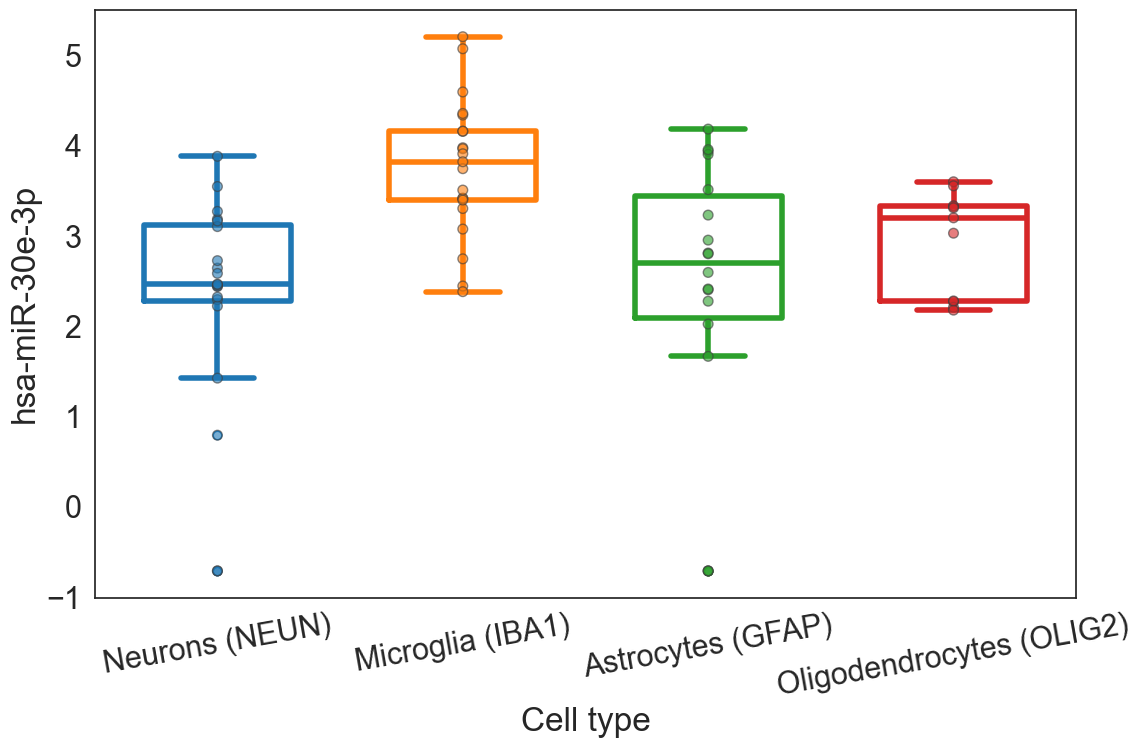 hsa-miR-30e-3p
5
4
3
2
1
0
−1
Neurons (NEUN)
Microglia (IBA1)
Astrocytes (GFAP)
Oligodendrocytes (OLIG2)
Cell type